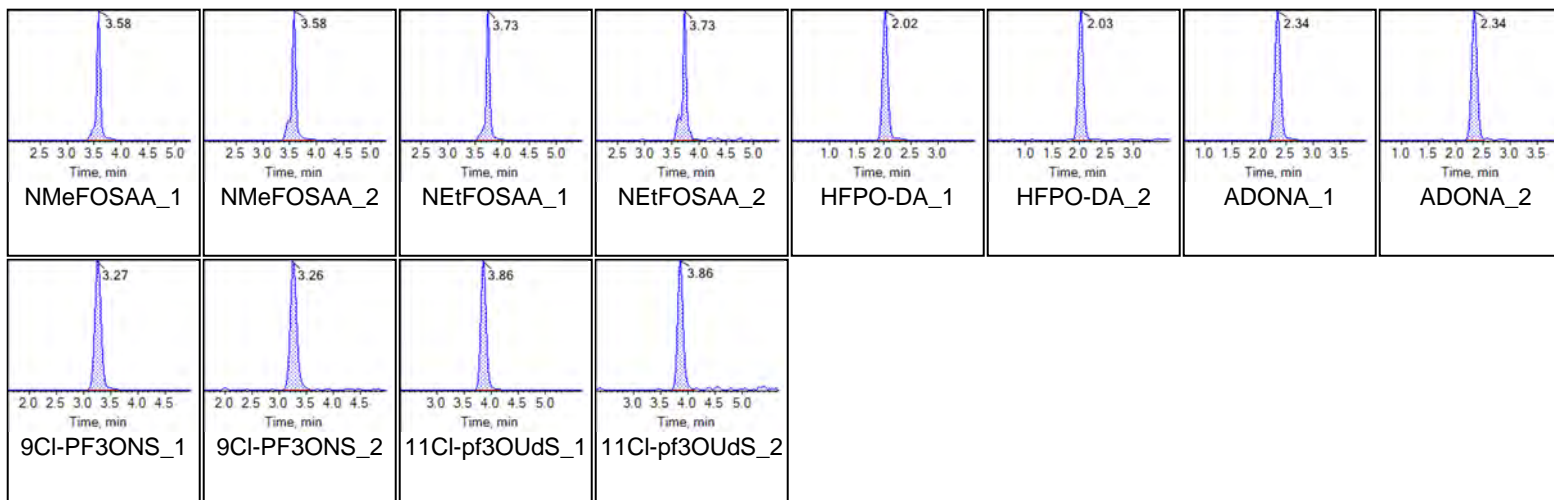 3.58 3.58 3.73 3.73 2.02 2.03 2.34 2.34
2.5 3.0 3.5 4.0 4.5 5.0 2.5 3.0 3.5 4.0 4.5 5.0 2.5 3.0 3.5 4.0 4.5 5.0 2.5 3.0 3.5 4.0 4.5 5.0 1.0 1.5 2.0 2.5 3.0 1.0 1.5 2.0 2.5 3.0 1.0 1.5 2.0 2.5 3.0 3.5 1.0 1.5 2.0 2.5 3.0 3.5
Time, min Time, min Time, min Time, min Time, min Time, min Time, min Time, min
NMeFOSAA_1 NMeFOSAA_2 NEtFOSAA_1 NEtFOSAA_2 HFPO-DA_1 HFPO-DA_2 ADONA_1 ADONA_2
3.27 3.26 3.86 3.86
2.0 2.5 3.0 3.5 4.0 4.5 2.0 2.5 3.0 3.5 4.0 4.5 3.0 3.5 4.0 4.5 5.0 3.0 3.5 4.0 4.5 5.0
Time, min Time, min Time, min Time, min
9Cl-PF3ONS_1 9Cl-PF3ONS_2 11Cl-pf3OUdS_1 11Cl-pf3OUdS_2